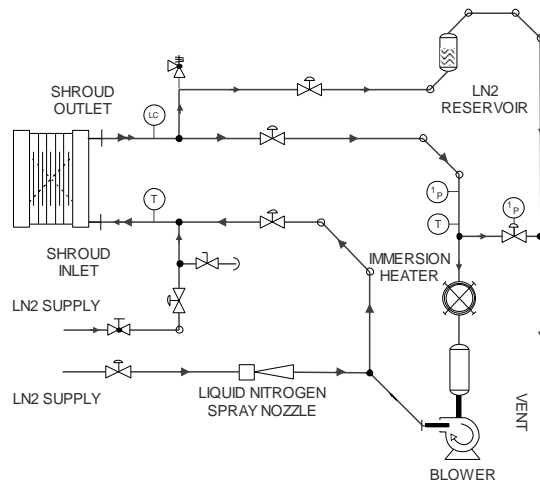 SHROUD
OUTLET
LC
LN2
RESERVOIR
T
1P
T
1P
SHROUD
INLET
IMMERSION
HEATER
LN2 SUPPLY
LN2 SUPPLY
LIQUID NITROGEN
SPRAY NOZZLE
VENT
BLOWER